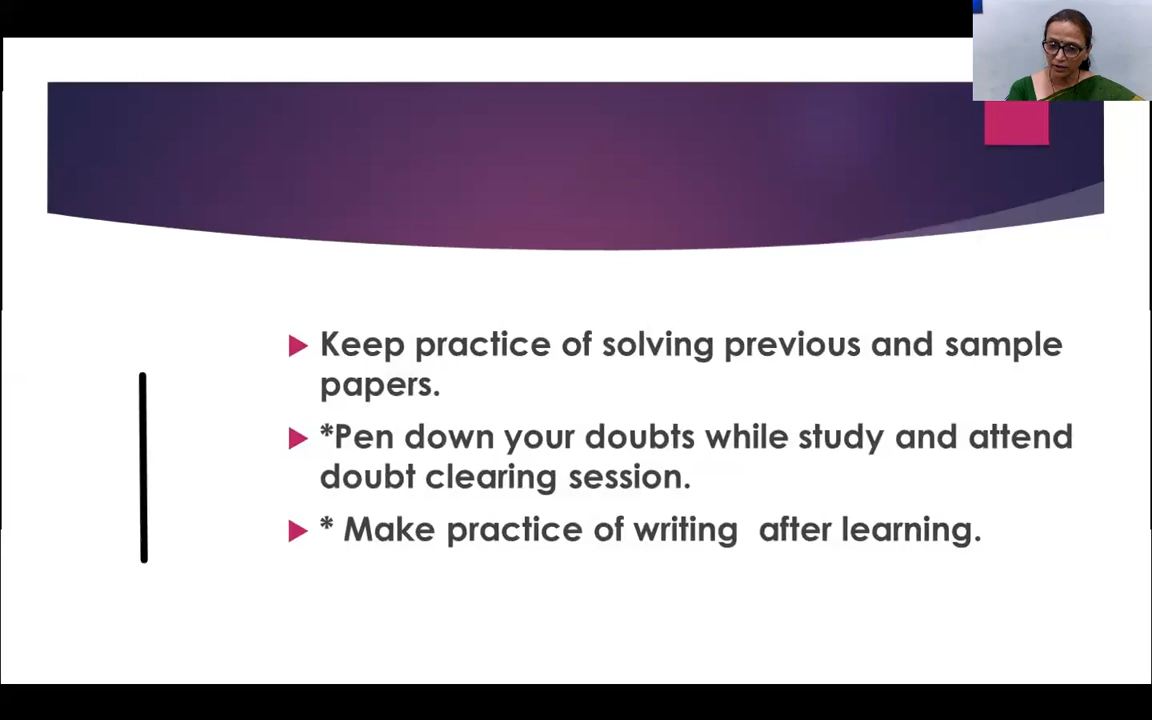 Keep practice of solving previous and sample
papers.
*Pen down your doubts while study and attend
doubt clearing session.
* Make practice of writing  after learning.